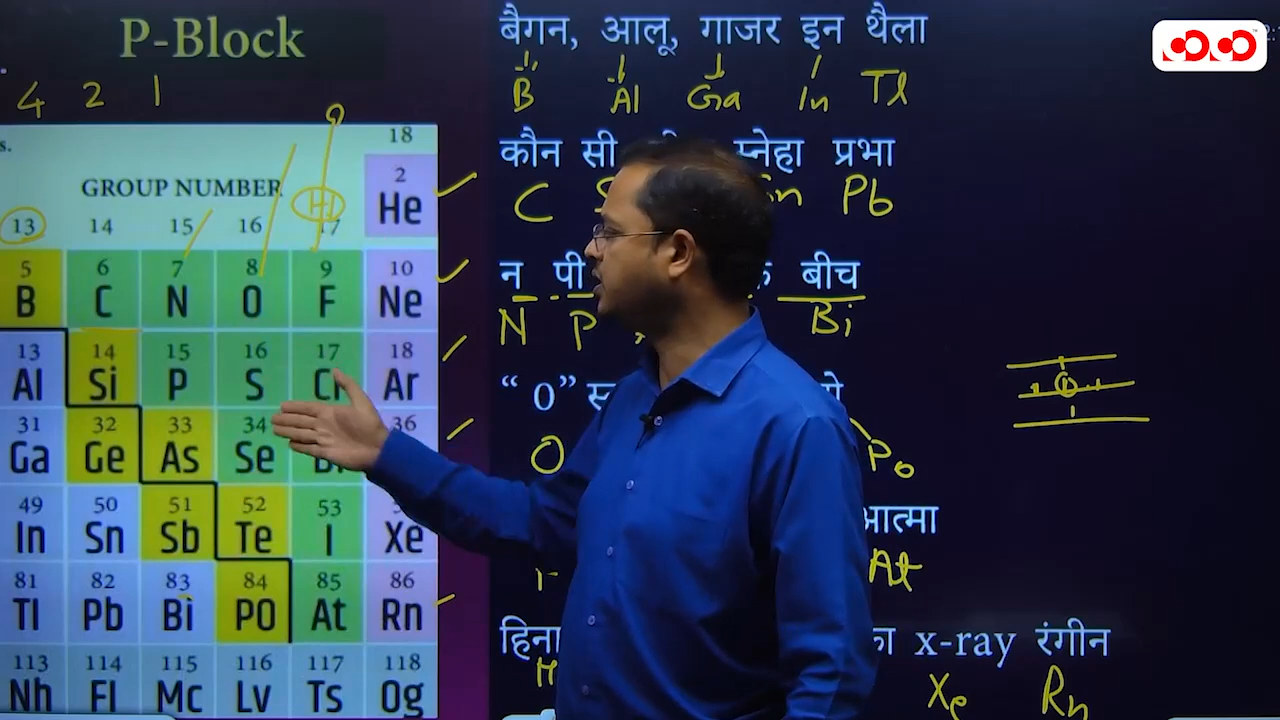 P-Block
4 2 1
18
GROUP NUMBER
2
He
13 14 15 16 17
5 6 7 8 9 10
B C N O F Ne
13 14 15 16 17 18
Al Si P S Cl Ar
31 32 33 34 36
Ga Ge As Se
49 50 51 52 53
In Sn Sb Te I Xe
81 82 83 84 85 86
Tl Pb Bi PO At Rn
113 114 115 116 117 118
Nh Fl Mc Lv Ts Og
बैगन, आलू, गाजर इन थैला
B Al Ga In Tl
कौन सी स्नेहा प्रभा
C Sn Pb
न पी बीच
N P Bi
“ 0”
O Po
आत्मा
At
हिना का x-ray रंगीन
Xe Rn